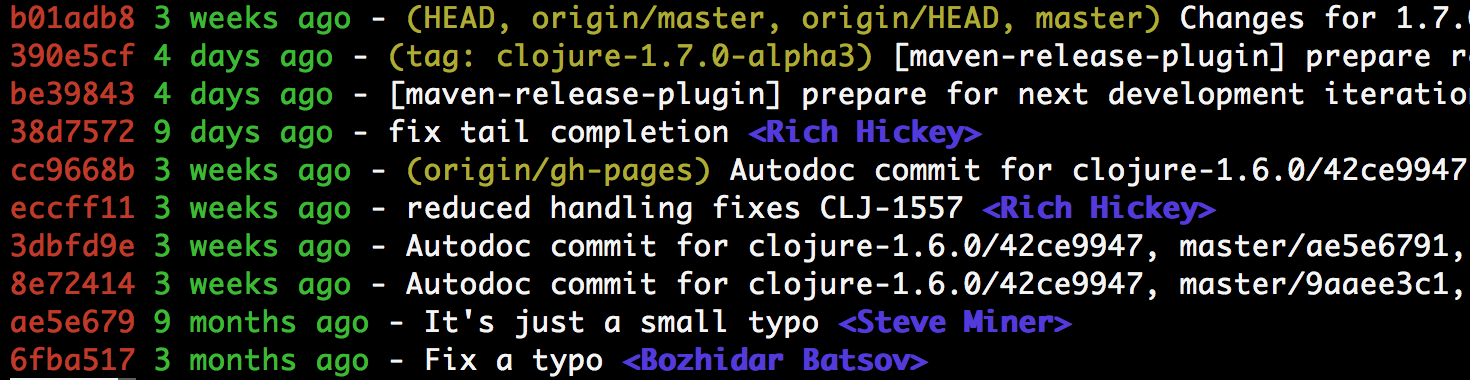 b01adb8 3 weeks ago - (HEAD, origin/master, origin/HEAD, master) Changes for 1.7.
390e5cf 4 days ago - (tag: clojure-1.7.0-alpha3) [maven-release-plugin] prepare
be39843 4 days ago - [maven-release-plugin] prepare for next development iteratio
38d7572 9 days ago - fix tail completion <Rich Hickey>
cc9668b 3 weeks ago - (origin/gh-pages) Autodoc commit for clojure-1.6.0/42ce9947
eccff11 3 weeks ago - reduced handling fixes CLJ-1557 <Rich Hickey>
3dbfd9e 3 weeks ago - Autodoc commit for clojure-1.6.0/42ce9947, master/ae5e6791,
8e72414 3 weeks ago - Autodoc commit for clojure-1.6.0/42ce9947, master/9aaee3c1,
ae5e679 9 months ago - It's just a small typo <Steve Miner>
6fba517 3 months ago - Fix a typo <Bozhidar Batsov>